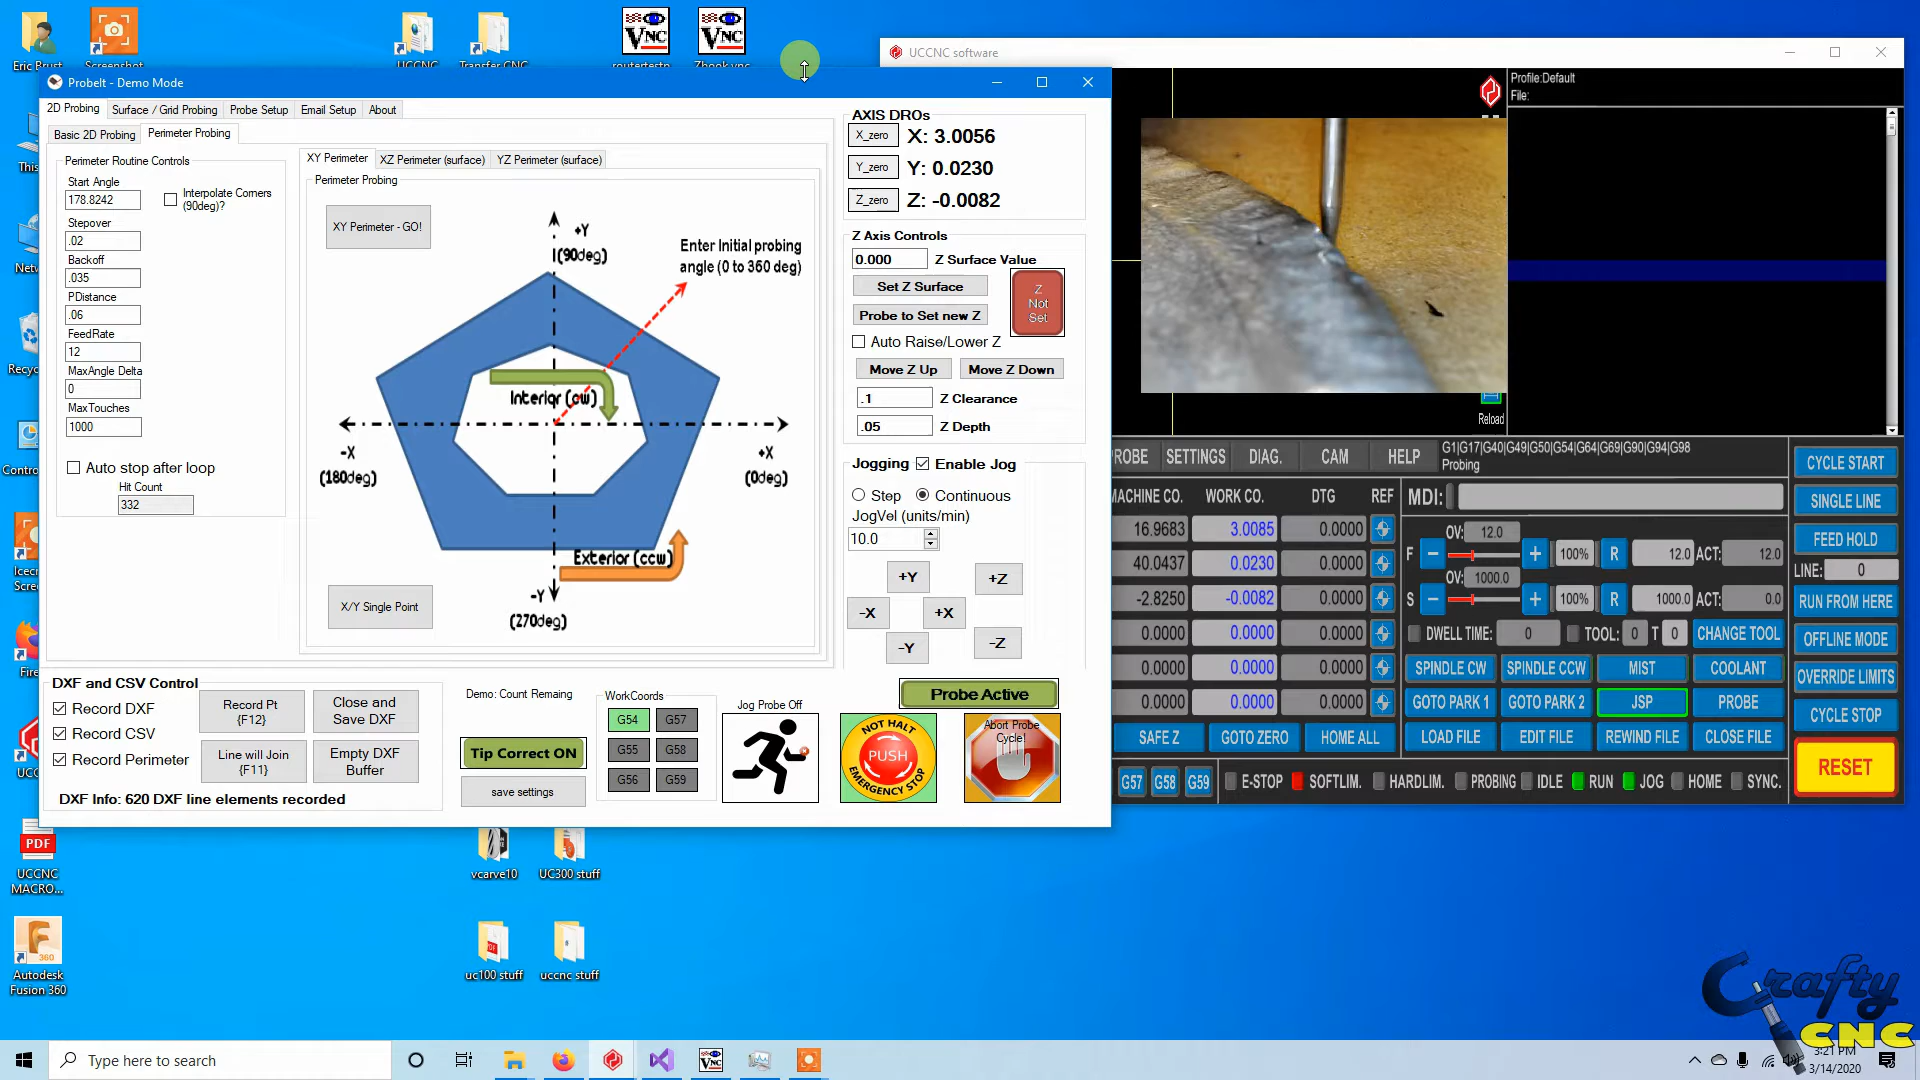 Eric Brust
Screenshot
UCCNC
Transfer CNC
VNC
routertestp
VNC
Zbook.vnc
This
Netw
Recyc
Contro
Icecr
Scree
Fire
UC
UCCNC
MACRO...
Autodesk
Fusion 360
vcarve10
UC300 stuff
uc100 stuff
uccnc stuff
ProbeIt - Demo Mode
2D Probing
Surface / Grid Probing
Probe Setup
Email Setup
About
Basic 2D Probing
Perimeter Probing
Perimeter Routine Controls
Start Angle
178.8242
Interpolate Corners
(90deg)?
Stepover
.02
Backoff
.035
PDistance
.06
FeedRate
12
MaxAngle Delta
0
MaxTouches
1000
Auto stop after loop
Hit Count
332
XY Perimeter
XZ Perimeter (surface)
YZ Perimeter (surface)
Perimeter Probing
XY Perimeter - GO!
+Y
(90deg)
Enter Initial probing
angle (0 to 360 deg)
Interior (cw)
-X
(180deg)
+X
(0deg)
Exterior (ccw)
-Y
(270deg)
X/Y Single Point
AXIS DROs
X_zero
X: 3.0056
Y_zero
Y: 0.0230
Z_zero
Z: -0.0082
Z Axis Controls
0.000
Z Surface Value
Set Z Surface
Z
Not
Set
Probe to Set new Z
Auto Raise/Lower Z
Move Z Up
Move Z Down
.1
Z Clearance
.05
Z Depth
Jogging
Enable Jog
Step
Continuous
JogVel (units/min)
10.0
+Y
+Z
-X
+X
-Y
-Z
DXF and CSV Control
Record DXF
Record CSV
Record Perimeter
Record Pt
{F12}
Close and
Save DXF
Line will Join
{F11}
Empty DXF
Buffer
DXF Info: 620 DXF line elements recorded
Demo: Count Remaing
Tip Correct ON
save settings
WorkCoords
G54
G57
G55
G58
G56
G59
Jog Probe Off
Probe Active
NOT HALT
PUSH
EMERGENCY STOP
Abort Probe
Cycle!
UCCNC software
Profile:Default
File:
Reload
ROBE
SETTINGS
DIAG.
CAM
HELP
G1|G17|G40|G49|G50|G54|G64|G69|G90|G94|G98
Probing
MACHINE CO.
WORK CO.
DTG
REF
16.9683
3.0085
0.0000
40.0437
0.0230
0.0000
-2.8250
-0.0082
0.0000
0.0000
0.0000
0.0000
0.0000
0.0000
0.0000
0.0000
0.0000
0.0000
MDI:
OV: 12.0
F
-
+
100%
R
12.0
ACT:
12.0
OV: 1000.0
S
-
+
100%
R
1000.0
ACT:
0.0
DWELL TIME:
0
TOOL:
0
T
0
CHANGE TOOL
SPINDLE CW
SPINDLE CCW
MIST
COOLANT
GOTO PARK 1
GOTO PARK 2
JSP
PROBE
SAFE Z
GOTO ZERO
HOME ALL
LOAD FILE
EDIT FILE
REWIND FILE
CLOSE FILE
G57
G58
G59
E-STOP
SOFTLIM.
HARDLIM.
PROBING
IDLE
RUN
JOG
HOME
SYNC.
CYCLE START
SINGLE LINE
FEED HOLD
LINE:
0
RUN FROM HERE
OFFLINE MODE
OVERRIDE LIMITS
CYCLE STOP
RESET
Crafty
CNC
Type here to search
3:21 PM
3/14/2020